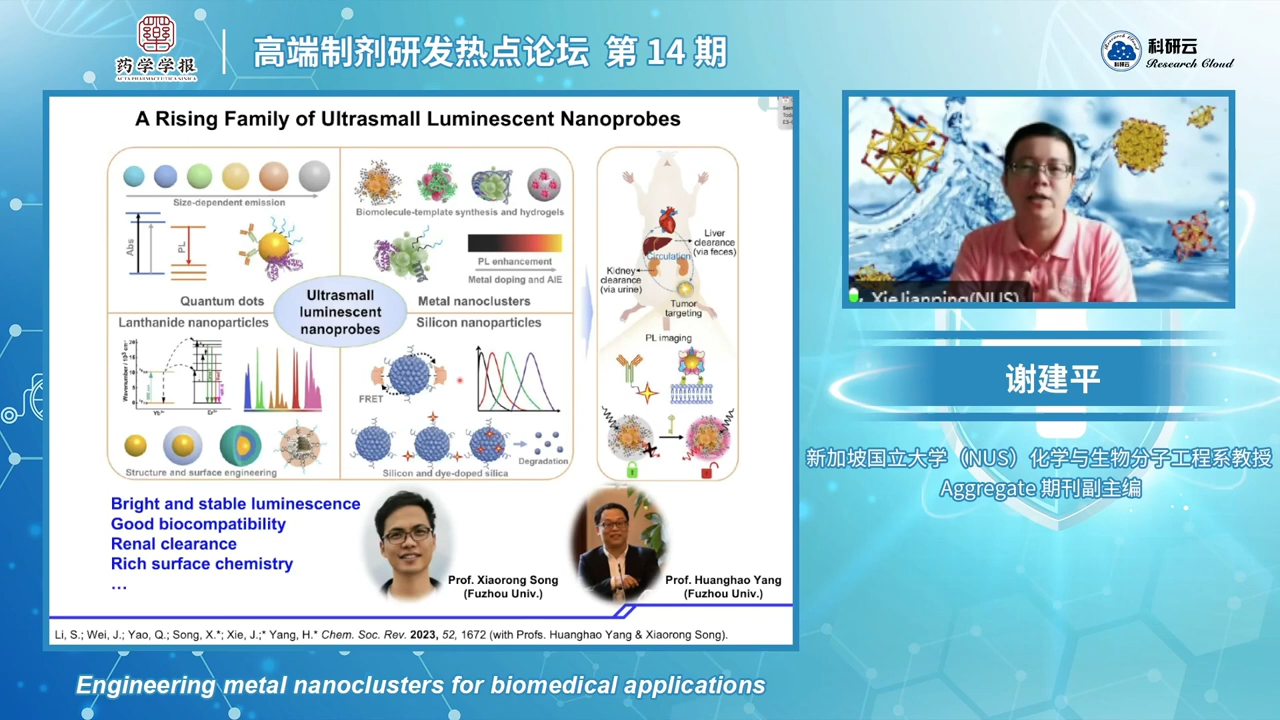 药学学报
ACTA PHARMACEUTICA SINICA
高端制剂研发热点论坛 第 14 期
Research Cloud
科研云
科研云
Research Cloud
A Rising Family of Ultrasmall Luminescent Nanoprobes
Size-dependent emission
Abs
PL
Quantum dots
Biomolecule-template synthesis and hydrogels
PL enhancement
Metal doping and AIE
Metal nanoclusters
Ultrasmall
luminescent
nanoprobes
Lanthanide nanoparticles
Structure and surface engineering
Silicon nanoparticles
FRET
Degradation
Silicon and dye-doped silica
Liver
clearance
(via feces)
Circulation
Kidney
clearance
(via urine)
Tumor
targeting
PL imaging
Bright and stable luminescence
Good biocompatibility
Renal clearance
Rich surface chemistry
…
Prof. Xiaorong Song
(Fuzhou Univ.)
Prof. Huanghao Yang
(Fuzhou Univ.)
Li, S.; Wei, J.; Yao, Q.; Song, X.*; Xie, J.;* Yang, H.* Chem. Soc. Rev. 2023, 52, 1672 (with Profs. Huanghao Yang & Xiaorong Song).
XieJianping(NUS)
谢建平
新加坡国立大学（NUS）化学与生物分子工程系教授
Aggregate 期刊副主编
Engineering metal nanoclusters for biomedical applications